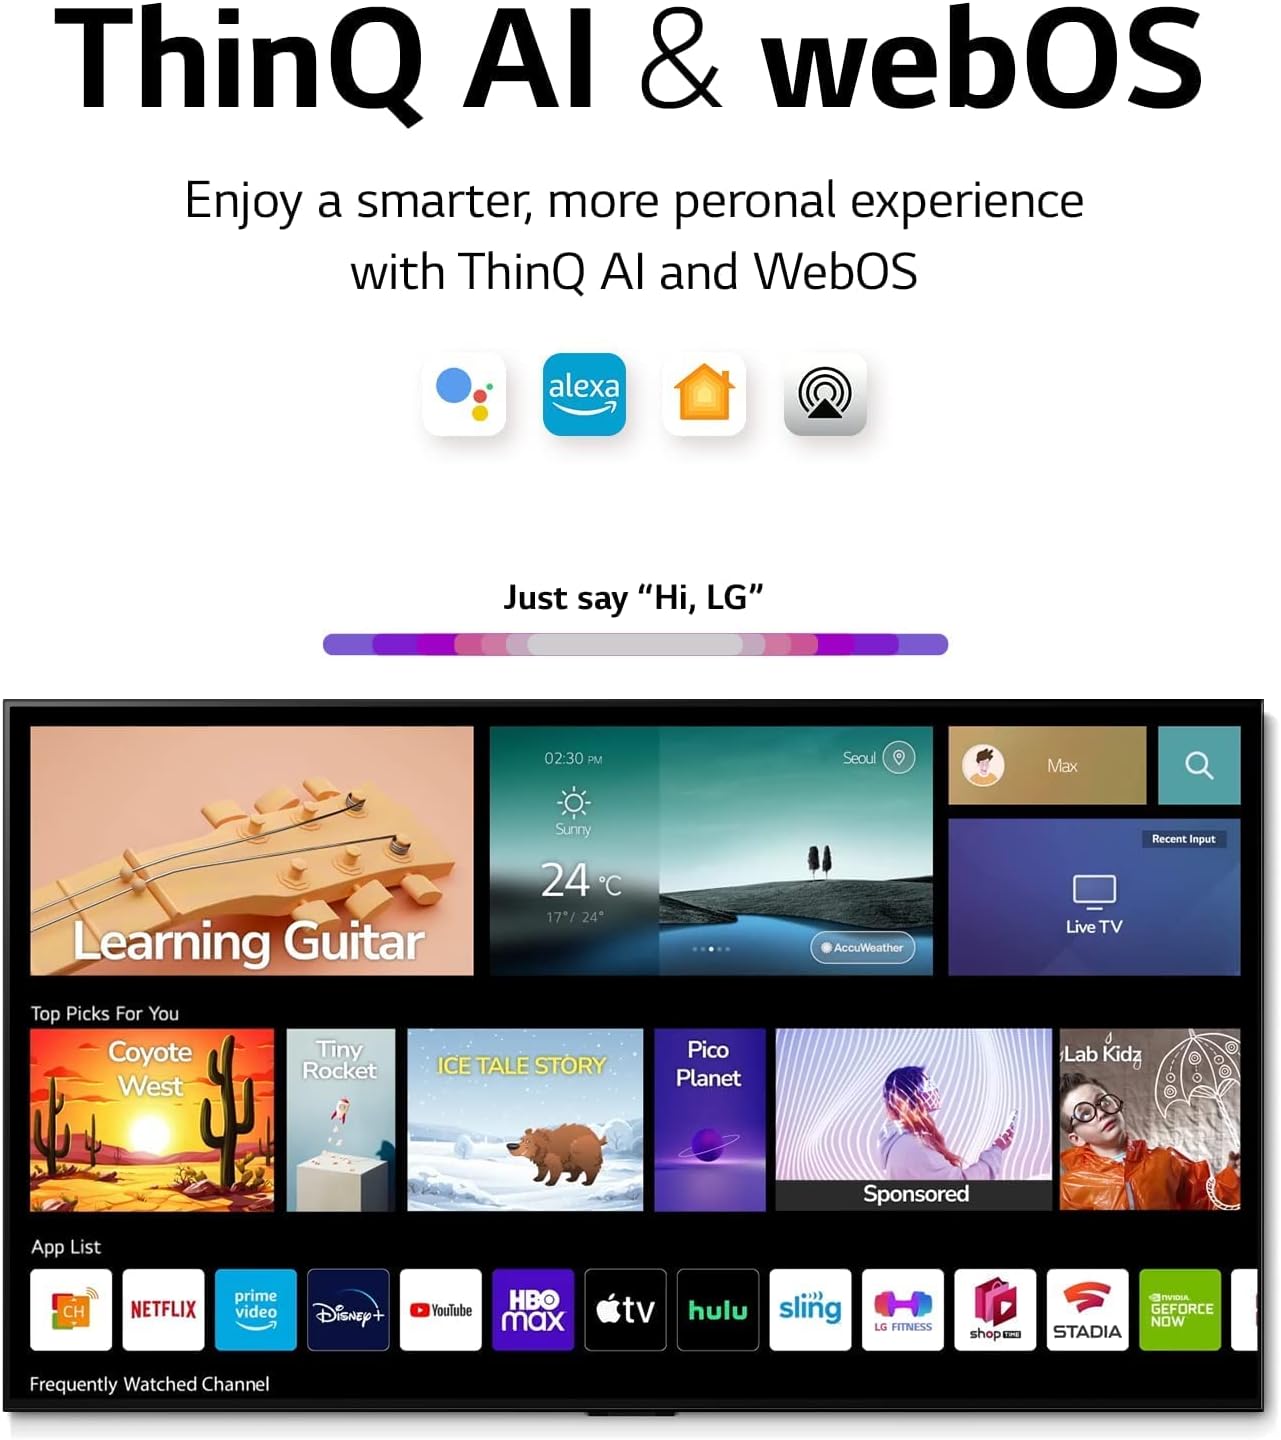 ThinQ AI & webOS
Enjoy a smarter, more peronal experience
with ThinQ AI and WebOS
alexa
Just say “Hi, LG”
Learning Guitar
02:30 PM
Sunny
24 °C
17°/ 24°
Seoul
AccuWeather
Max
Recent Input
Live TV
Top Picks For You
Coyote
West
Tiny
Rocket
ICE TALE STORY
Pico
Planet
Sponsored
Lab Kidz
App List
CH
NETFLIX
prime
video
Disney+
YouTube
HBO
max
tv
hulu
sling
LG FITNESS
shop TIME
STADIA
NVIDIA.
GEFORCE
NOW
Frequently Watched Channel